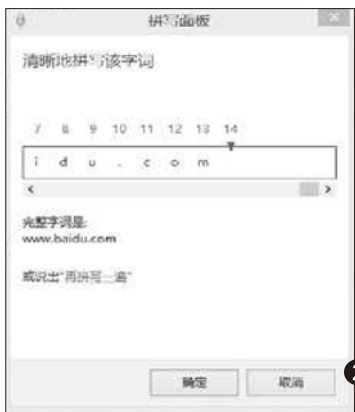 拼写面板
清晰地拼写该字词
7 8 9 10 11 12 13 14
i d u . c o m
完整字词是:
www.baidu.com
或说出“再拼写一遍”
确定 取消